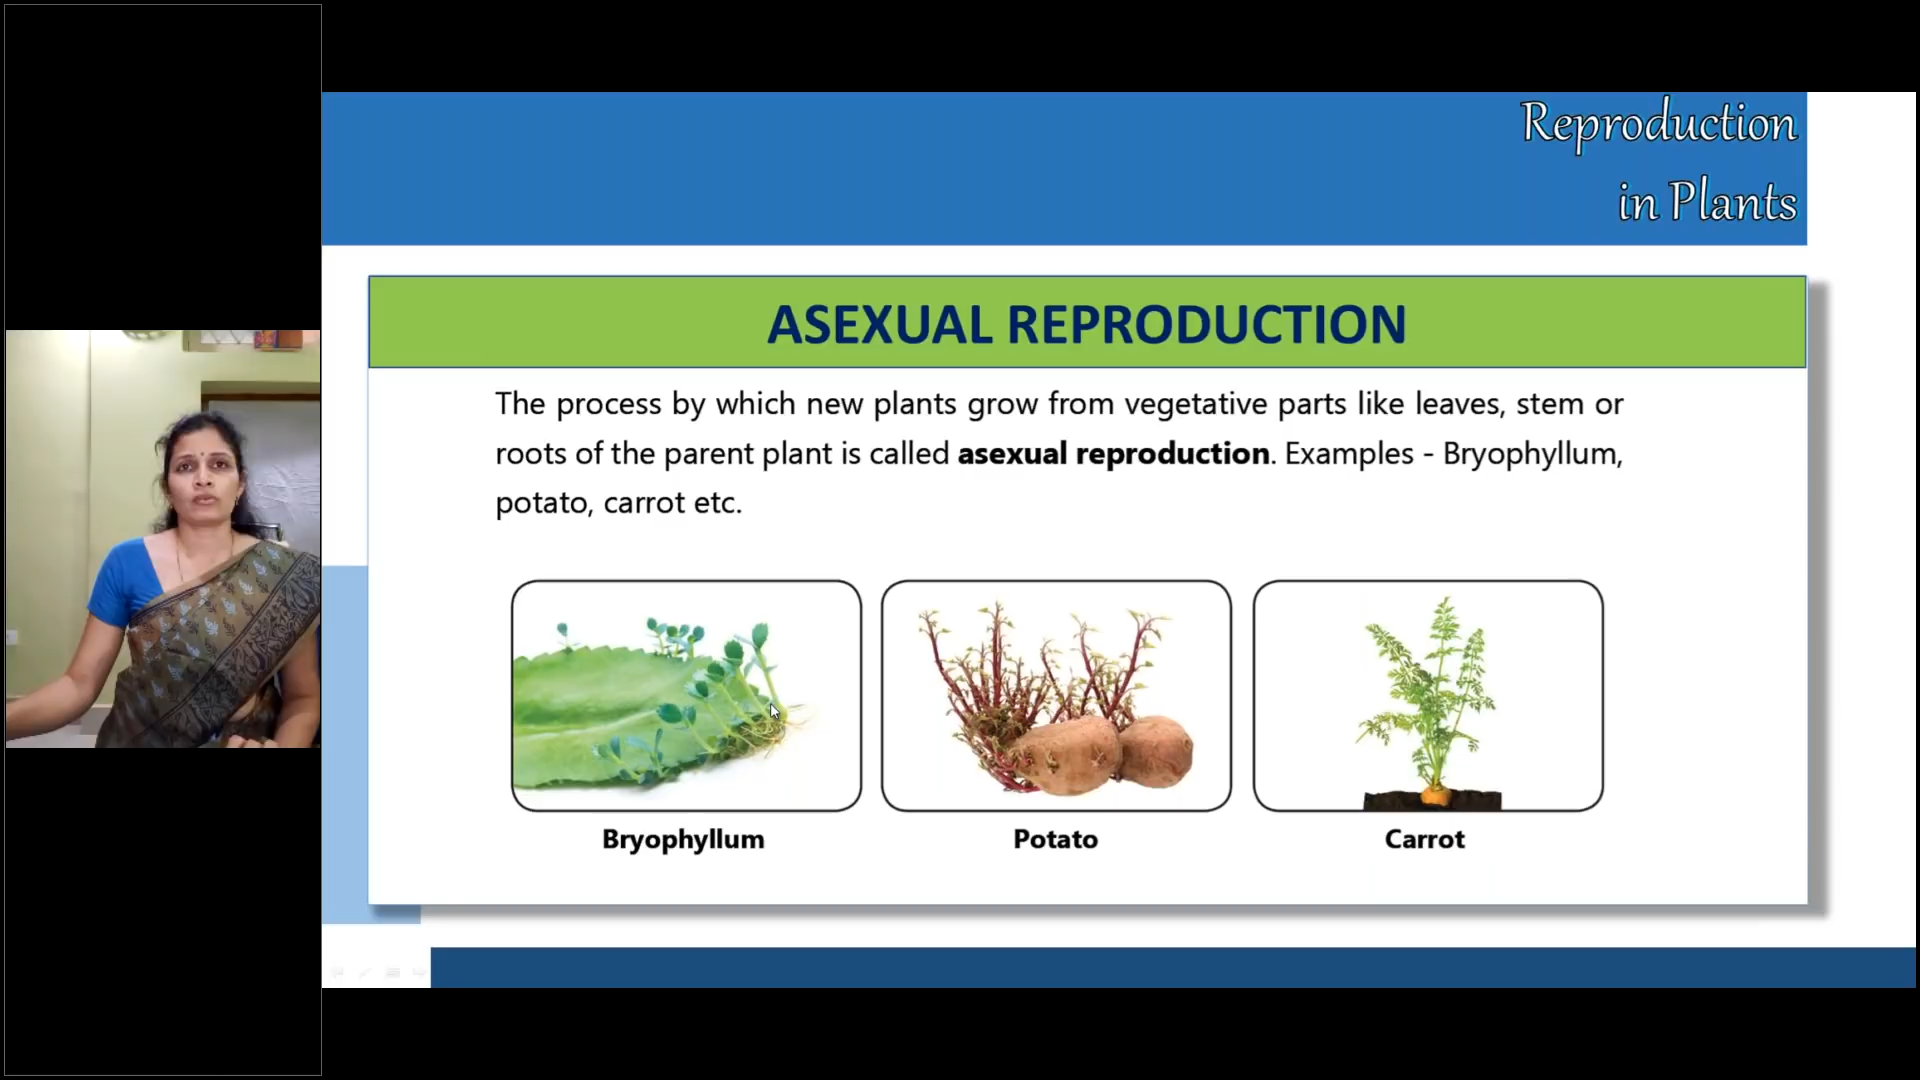 Reproduction
in Plants
ASEXUAL REPRODUCTION
The process by which new plants grow from vegetative parts like leaves, stem or
roots of the parent plant is called asexual reproduction. Examples - Bryophyllum,
potato, carrot etc.
Bryophyllum
Potato
Carrot